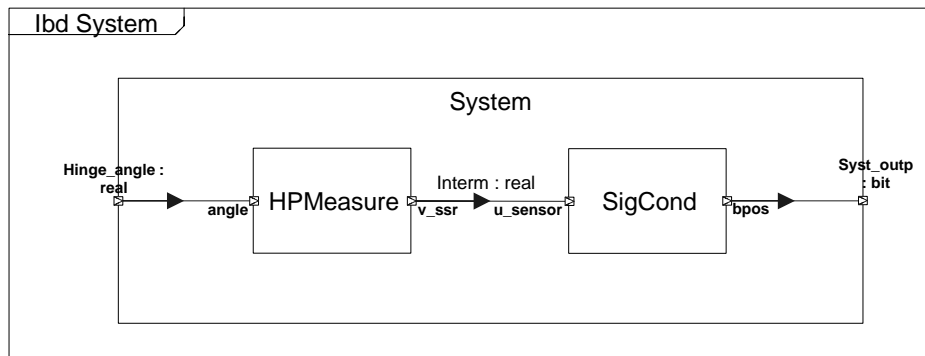 Ibd System
System
Hinge_angle :
real
angle
HPMeasure
Interm : real
v_ssr
u_sensor
SigCond
bpos
Syst_outp
: bit